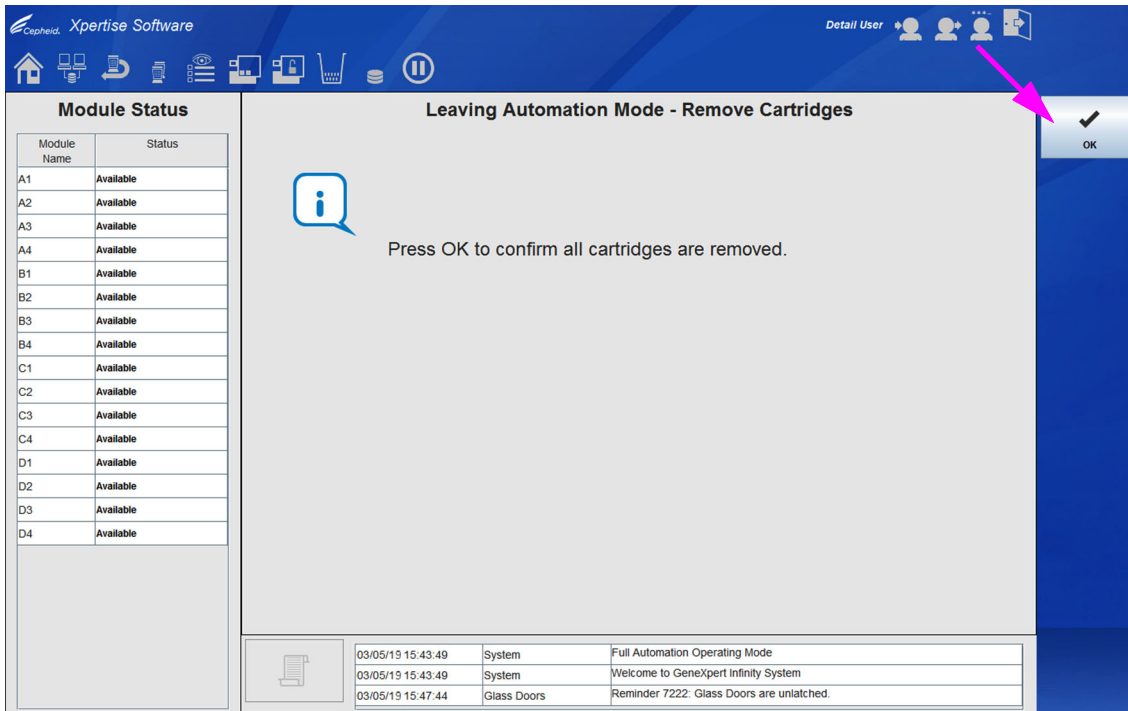 Cepheid. Xpertise Software
Detail User
Module Status
Module Name Status
A1 Available
A2 Available
A3 Available
A4 Available
B1 Available
B2 Available
B3 Available
B4 Available
C1 Available
C2 Available
C3 Available
C4 Available
D1 Available
D2 Available
D3 Available
D4 Available
Leaving Automation Mode - Remove Cartridges
i
Press OK to confirm all cartridges are removed.
OK
03/05/19 15:43:49 System Full Automation Operating Mode
03/05/19 15:43:49 System Welcome to GeneXpert Infinity System
03/05/19 15:47:44 Glass Doors Reminder 7222: Glass Doors are unlatched.